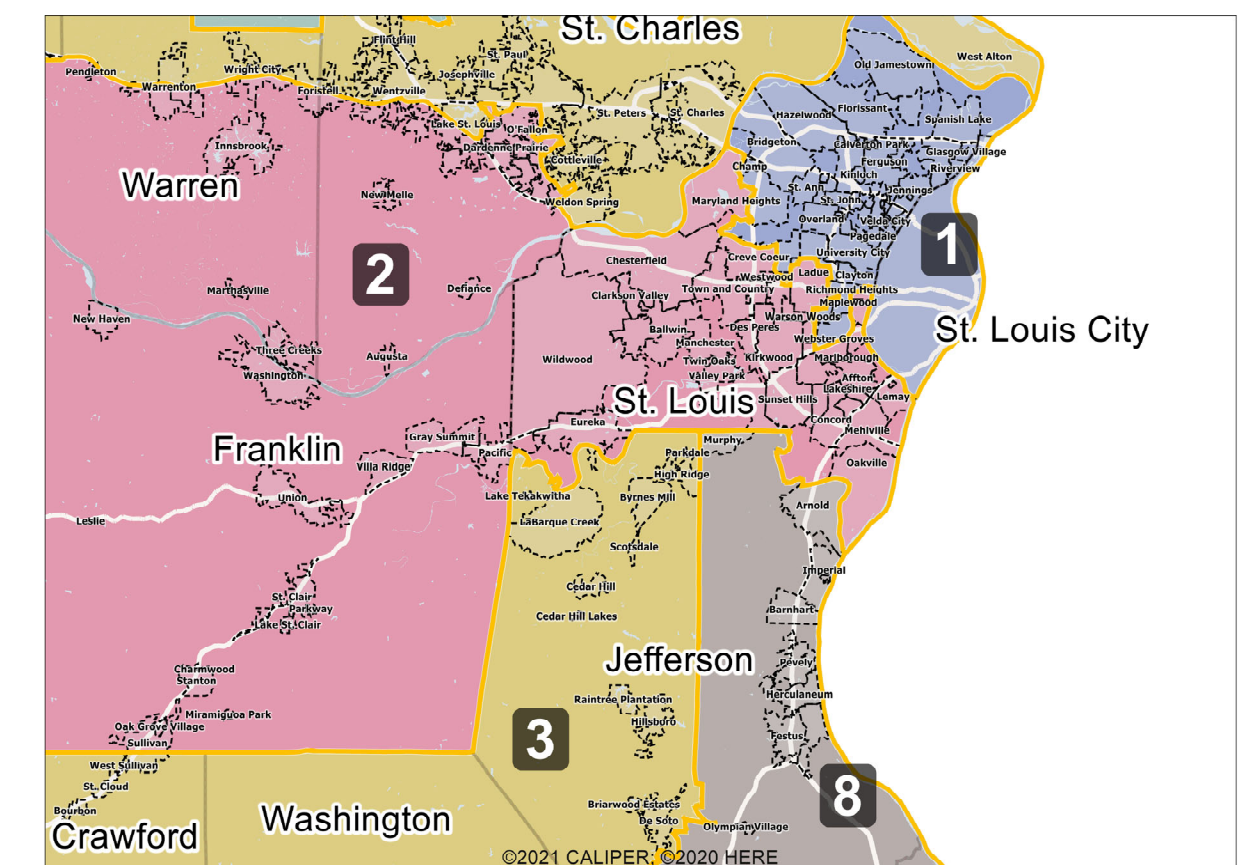 St. Charles
Flint Hill
St. Paul
West Alton
Old Jamestown
Pendleton
Wright City
Josephville
Warrenton
Foristell
Wentzville
Florissant
St. Peters
St. Charles
Hazelwood
Spanish Lake
Lake St. Louis
O'Fallon
Innsbrook
Dardenne Prairie
Bridgeton
Calverton Park
Glasgow Village
Cottleville
Ferguson
Champ
Riverview
Kinloch
Warren
New Melle
St. Ann
Jennings
Weldon Spring
Maryland Heights
St. John
Overland
Velda City
Pagedale
1
2
University City
Chesterfield
Creve Coeur
Ladue
Clayton
Westwood
Marthasville
Defiance
Town and Country
Richmond Heights
Clarkson Valley
Maplewood
New Haven
Warson Woods
Des Peres
Ballwin
St. Louis City
Webster Groves
Manchester
Three Creeks
Augusta
Wildwood
Kirkwood
Marlborough
Twin Oaks
Washington
Valley Park
Affton
Lakeshire
St. Louis
Sunset Hills
Lemay
Eureka
Concord
Mehlville
Gray Summit
Murphy
Franklin
Pacific
Parkdale
Villa Ridge
Oakville
High Ridge
Union
Lake Tekakwitha
Byrnes Mill
Arnold
Leslie
LaBarque Creek
Scotsdale
Imperial
Cedar Hill
St. Clair
Parkway
Barnhart
Cedar Hill Lakes
Lake St. Clair
Jefferson
Pevely
Charmwood
Stanton
Raintree Plantation
Herculaneum
Miramiguoa Park
Hillsboro
Oak Grove Village
Festus
3
Sullivan
West Sullivan
St. Cloud
8
Briarwood Estates
Bourbon
Washington
De Soto
Olympian Village
Crawford
©2021 CALIPER; ©2020 HERE